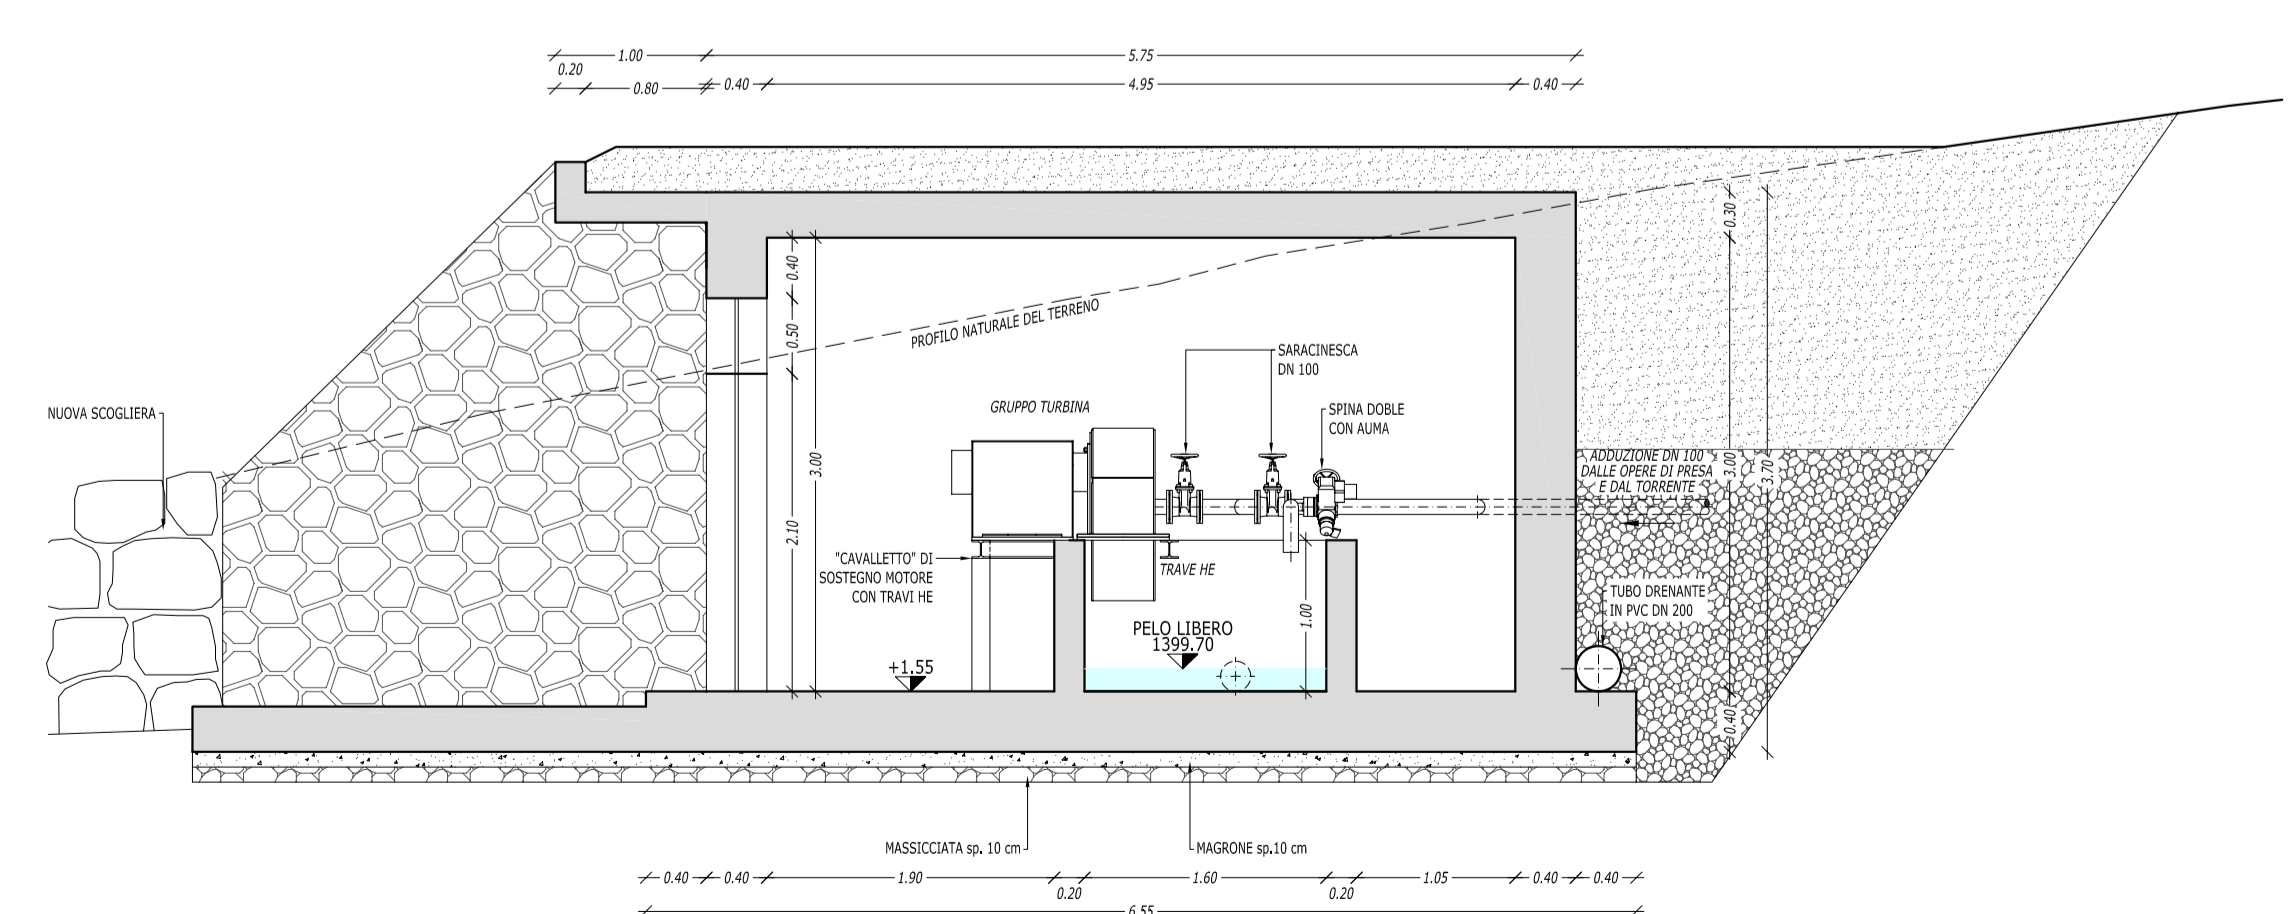 1.00
5.75
0.20
0.80
0.40
4.95
0.40
0.30
0.40
0.50
PROFILO NATURALE DEL TERRENO
SARACINESCA
DN 100
NUOVA SCOGLIERA
GRUPPO TURBINA
SPINA DOBLE
CON AUMA
3.00
ADDUZIONE DN 100
DALLE OPERE DI PRESA
E DAL TORRENTE
3.00
3.70
2.10
"CAVALLETTO" DI
SOSTEGNO MOTORE
CON TRAVI HE
TRAVE HE
TUBO DRENANTE
IN PVC DN 200
1.00
PELO LIBERO
1399.70
+1.55
0.40
MASSICCIATA sp. 10 cm
MAGRONE sp.10 cm
0.40
0.40
1.90
0.20
1.60
0.20
1.05
0.40
0.40
6.55